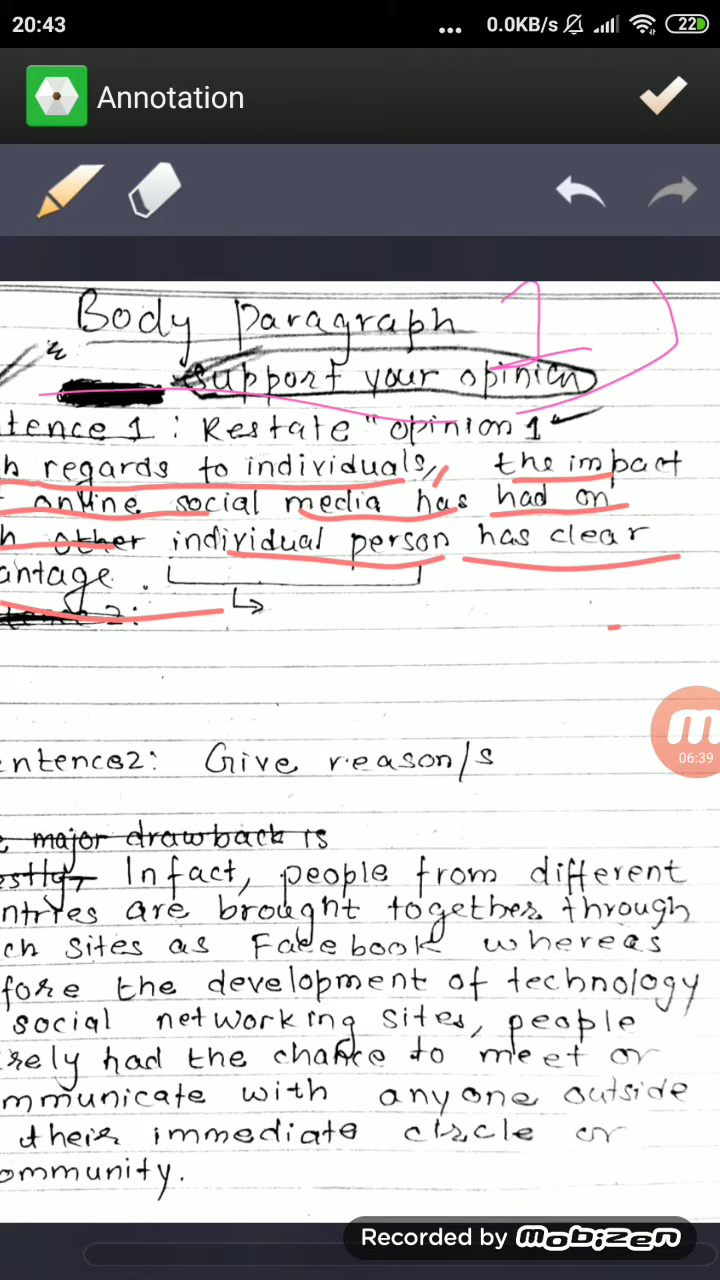 20:43 ... 0.0KB/s 22
Annotation
Body Paragraph 1
support your opinion
tence 1 : Restate "opinion 1"
h regards to individuals, the impact
online social media has had on
h other individual person has clear
antage.
2:
M
06:39
entence2: Give reason/s
major drawback is
stly, Infact, people from different
ntries are brought together through
ch sites as Facebook whereas
fore the development of technology
social networking sites, people
rely had the chance to meet or
mmunicate with anyone outside
their immediate circle or
ommunity.
Recorded by mobizen